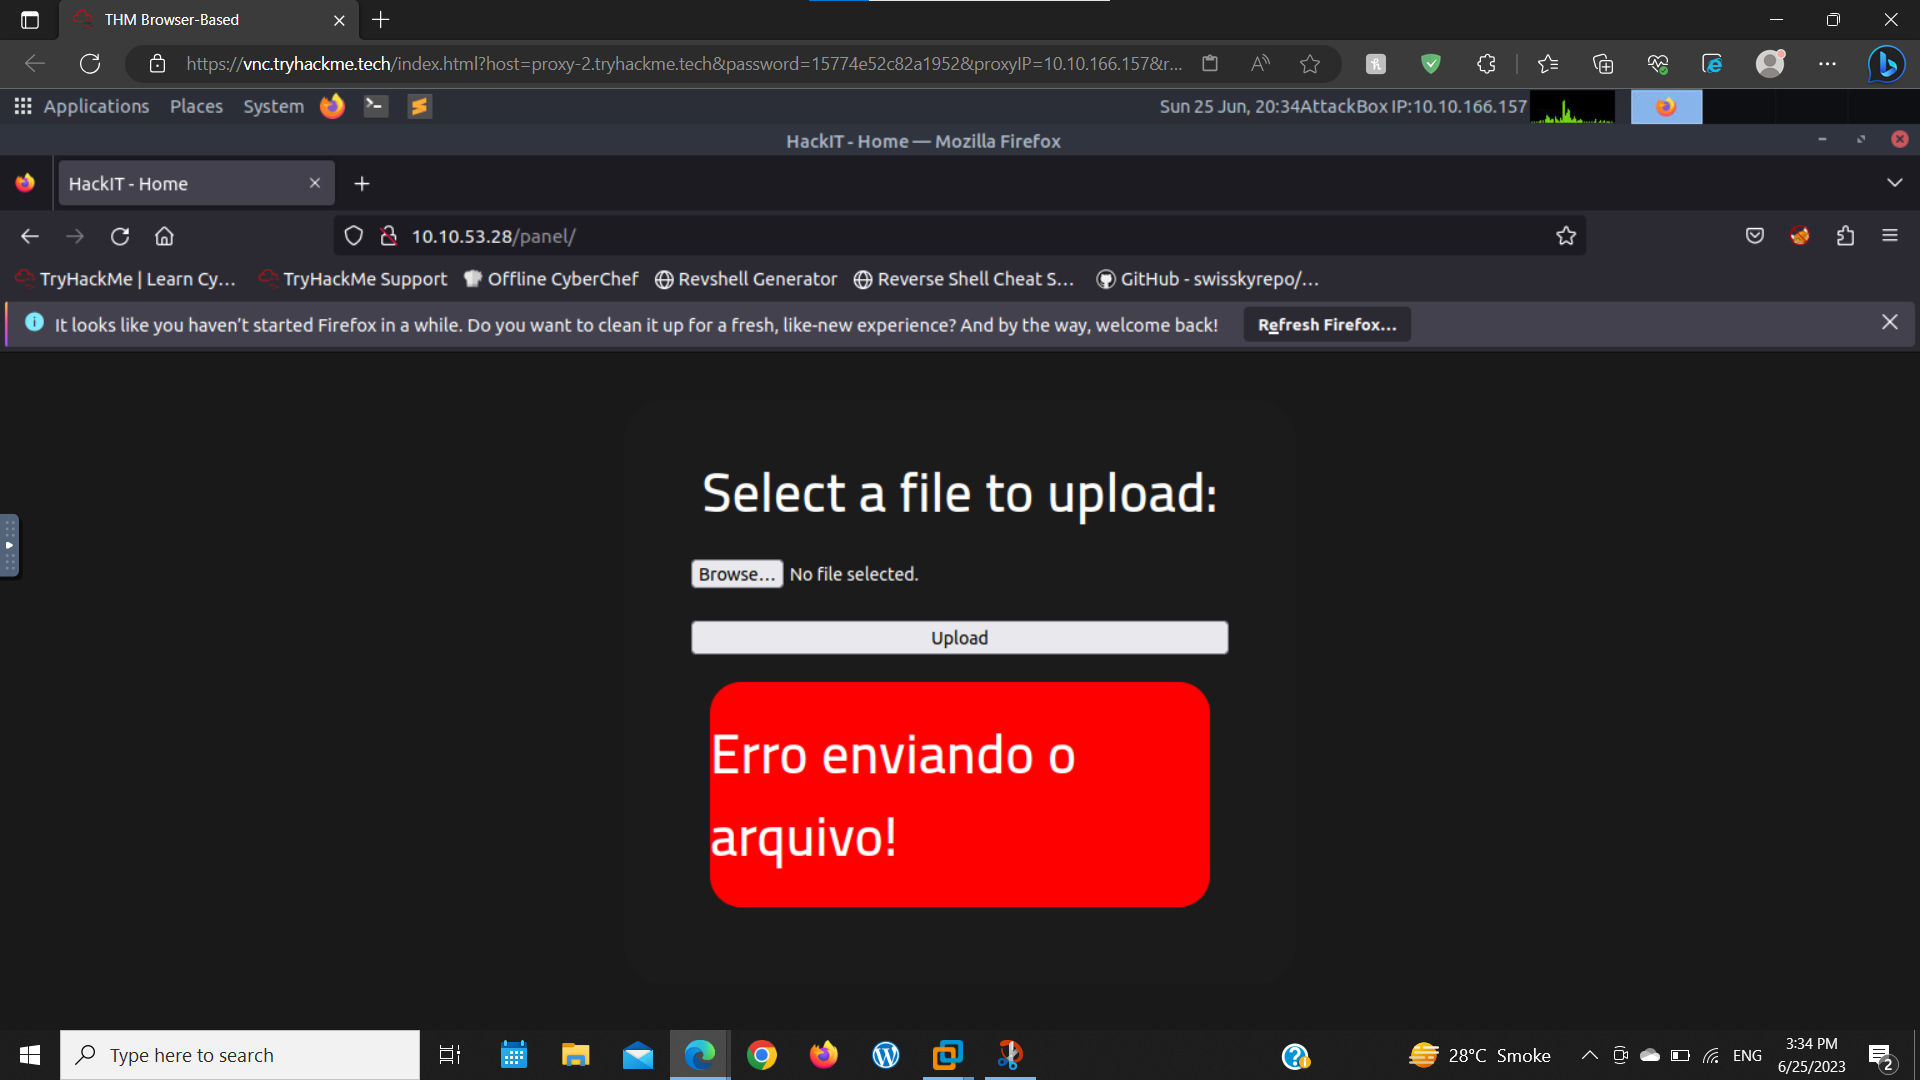 THM Browser-Based
https://vnc.tryhackme.tech/index.html?host=proxy-2.tryhackme.tech&password=15774e52c82a1952&proxyIP=10.10.166.157&r...
Applications Places System
Sun 25 Jun, 20:34AttackBox IP:10.10.166.157
HackIT - Home — Mozilla Firefox
HackIT - Home
10.10.53.28/panel/
TryHackMe | Learn Cy... TryHackMe Support Offline CyberChef Revshell Generator Reverse Shell Cheat S... GitHub - swisskyrepo/...
It looks like you haven't started Firefox in a while. Do you want to clean it up for a fresh, like-new experience? And by the way, welcome back! Refresh Firefox...
Select a file to upload:
Browse... No file selected.
Upload
Erro enviando o
arquivo!
Type here to search
28°C Smoke
ENG
3:34 PM
6/25/2023
2